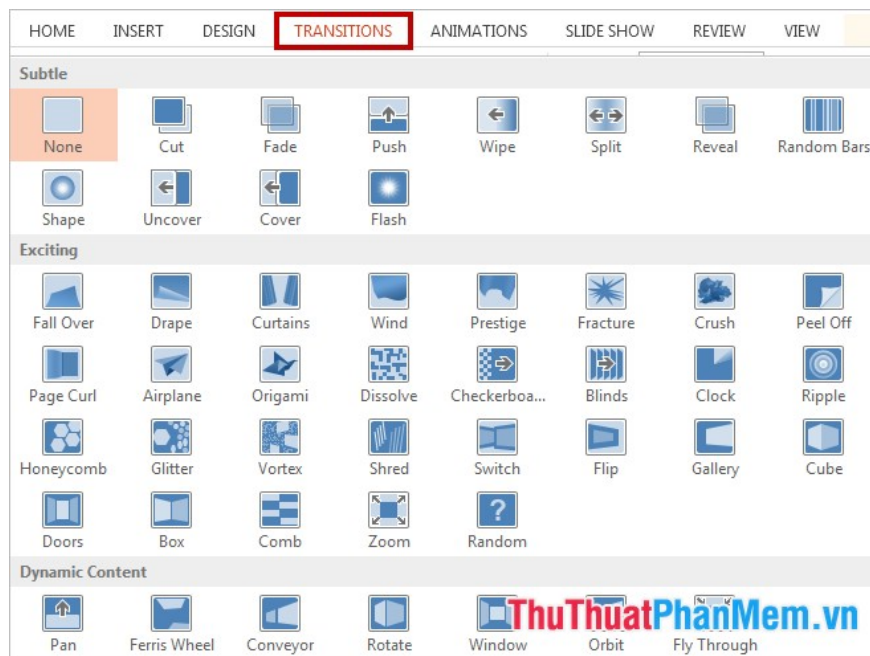 HOME INSERT DESIGN TRANSITIONS ANIMATIONS SLIDE SHOW REVIEW VIEW
Subtle
None Cut Fade Push Wipe Split Reveal Random Bars
Shape Uncover Cover Flash
Exciting
Fall Over Drape Curtains Wind Prestige Fracture Crush Peel Off
Page Curl Airplane Origami Dissolve Checkerboa... Blinds Clock Ripple
Honeycomb Glitter Vortex Shred Switch Flip Gallery Cube
Doors Box Comb Zoom Random
?
Dynamic Content
ThuThuatPhanMem.vn
Pan Ferris Wheel Conveyor Rotate Window Orbit Fly Through